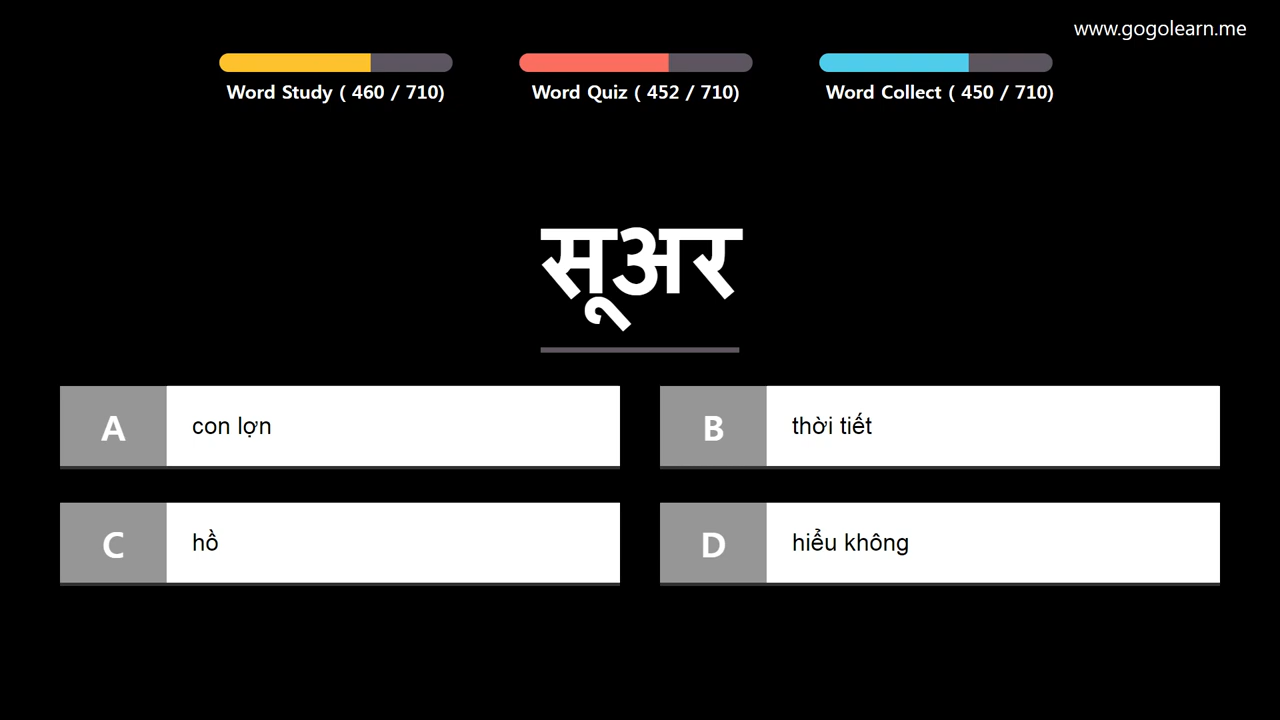 www.gogolearn.me
Word Study ( 460 / 710)
Word Quiz ( 452 / 710)
Word Collect ( 450 / 710)
सूअर
A con lợn
B thời tiết
C hồ
D hiểu không